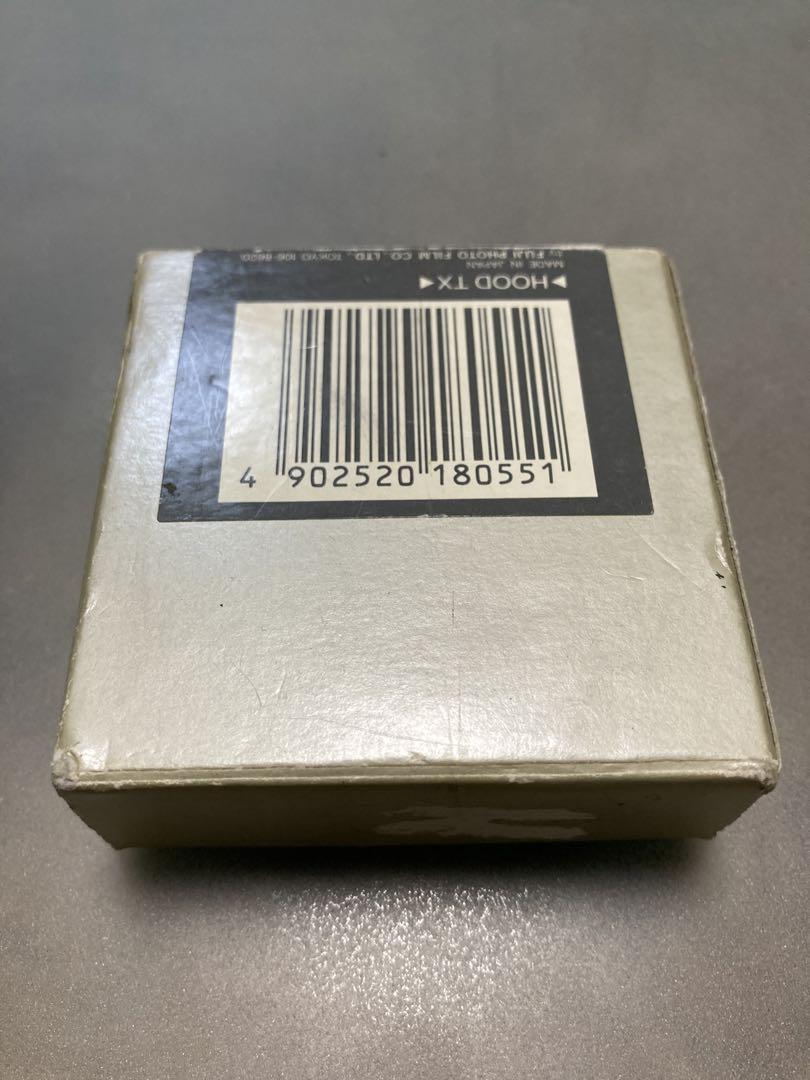 ▶HOOD TX◀
MADE IN JAPAN
by FUJI PHOTO FILM CO., LTD., TOKYO 106-8620.
4 902520 180551